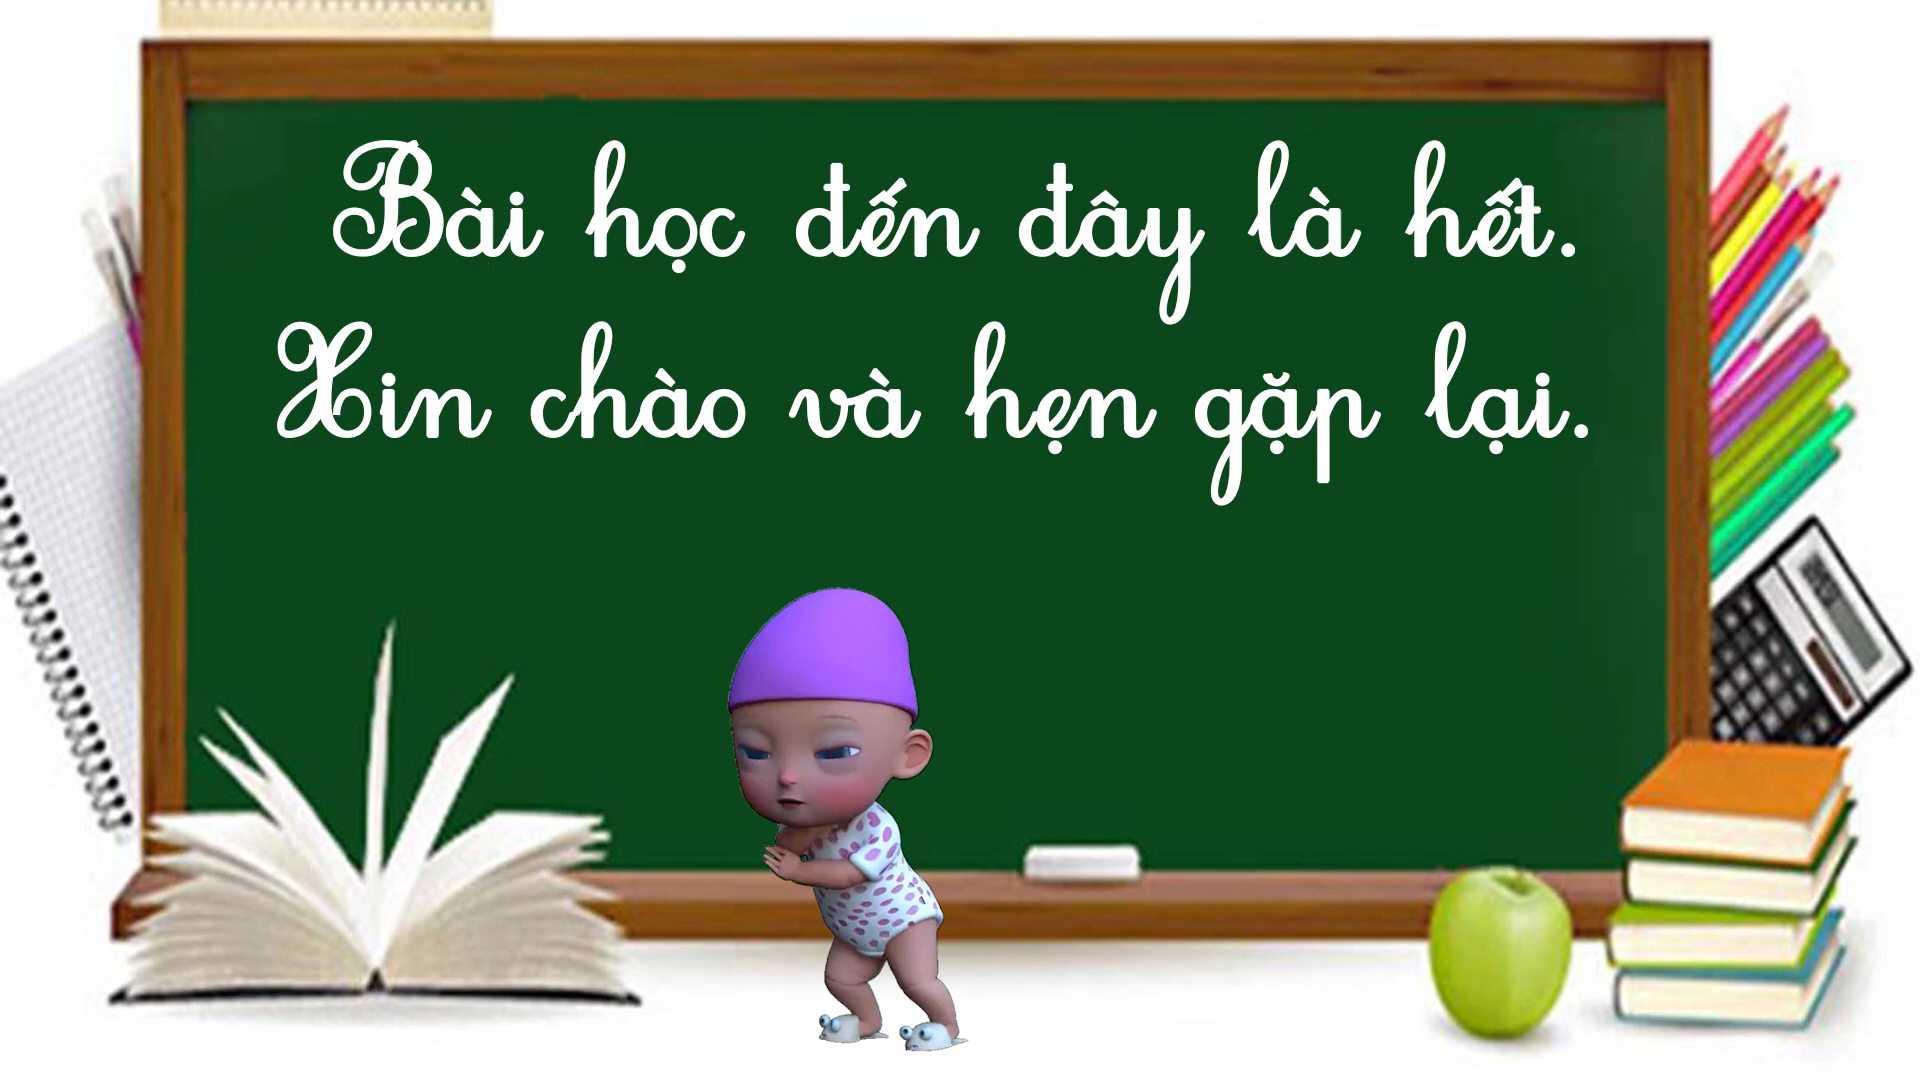 Bài học đến đây là hết.
Xin chào và hẹn gặp lại.